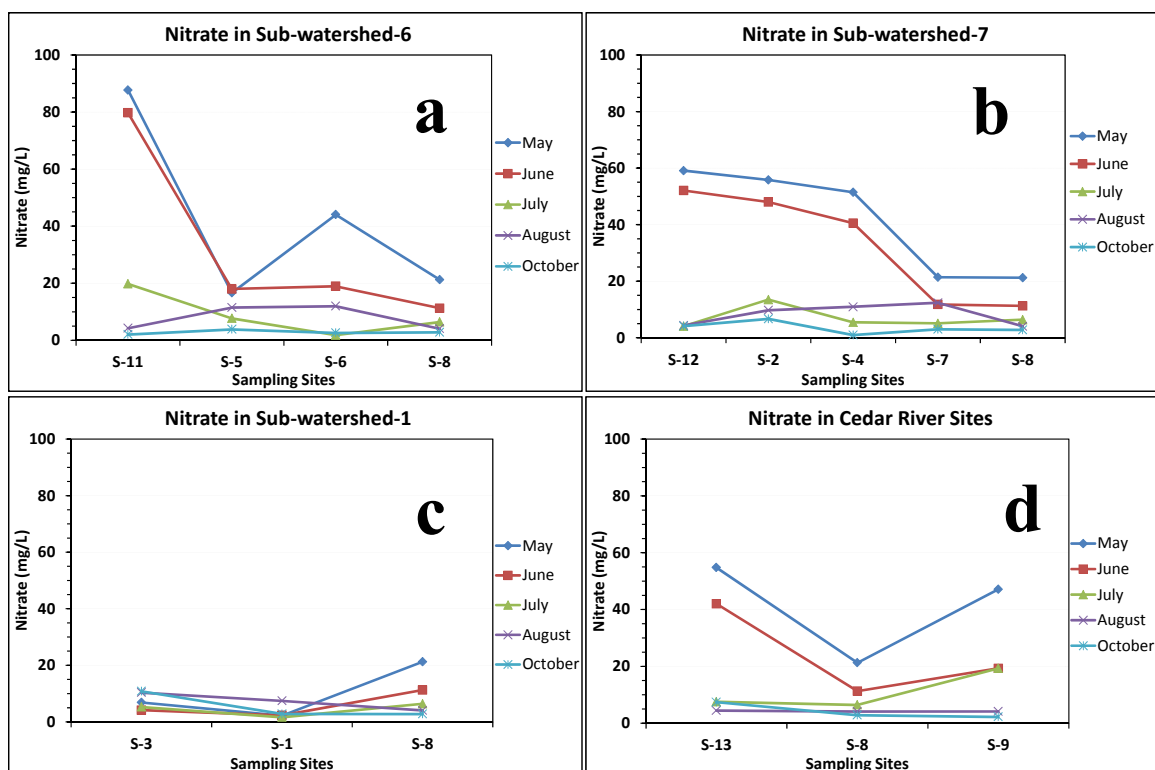 Nitrate in Sub-watershed-6
a
Nitrate (mg/L)
100
80
60
40
20
0
S-11 S-5 S-6 S-8
Sampling Sites
May
June
July
August
October
Nitrate in Sub-watershed-7
b
Nitrate (mg/L)
100
80
60
40
20
0
S-12 S-2 S-4 S-7 S-8
Sampling Sites
May
June
July
August
October
Nitrate in Sub-watershed-1
c
Nitrate (mg/L)
100
80
60
40
20
0
S-3 S-1 S-8
Sampling Sites
May
June
July
August
October
Nitrate in Cedar River Sites
d
Nitrate (mg/L)
100
80
60
40
20
0
S-13 S-8 S-9
Sampling Sites
May
June
July
August
October